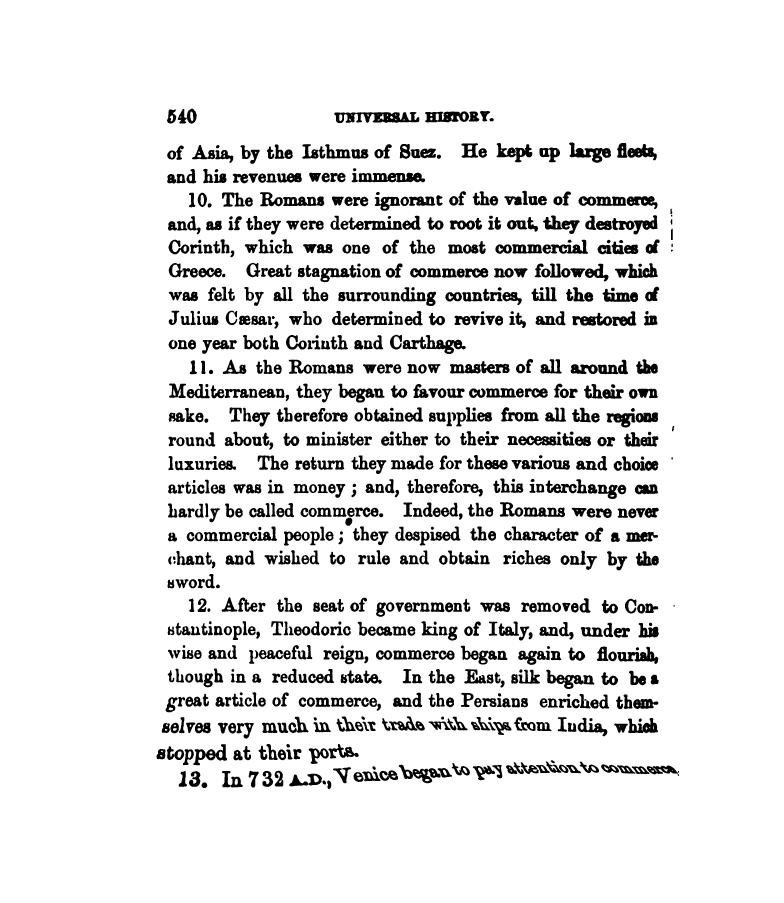 540 UNIVERSAL HISTORY.
of Asia, by the Isthmus of Suez. He kept up large fleets,
and his revenues were immense.
10. The Romans were ignorant of the value of commerce,
and, as if they were determined to root it out, they destroyed
Corinth, which was one of the most commercial cities of
Greece. Great stagnation of commerce now followed, which
was felt by all the surrounding countries, till the time of
Julius Cæsar, who determined to revive it, and restored in
one year both Corinth and Carthage.
11. As the Romans were now masters of all around the
Mediterranean, they began to favour commerce for their own
sake. They therefore obtained supplies from all the regions
round about, to minister either to their necessities or their
luxuries. The return they made for these various and choice
articles was in money ; and, therefore, this interchange can
hardly be called commerce. Indeed, the Romans were never
a commercial people ; they despised the character of a mer-
chant, and wished to rule and obtain riches only by the
sword.
12. After the seat of government was removed to Con-
stantinople, Theodoric became king of Italy, and, under his
wise and peaceful reign, commerce began again to flourish,
though in a reduced state. In the East, silk began to be a
great article of commerce, and the Persians enriched them-
selves very much in their trade with ships from India, which
stopped at their ports.
13. In 732 A.D., Venice began to pay attention to commerce,